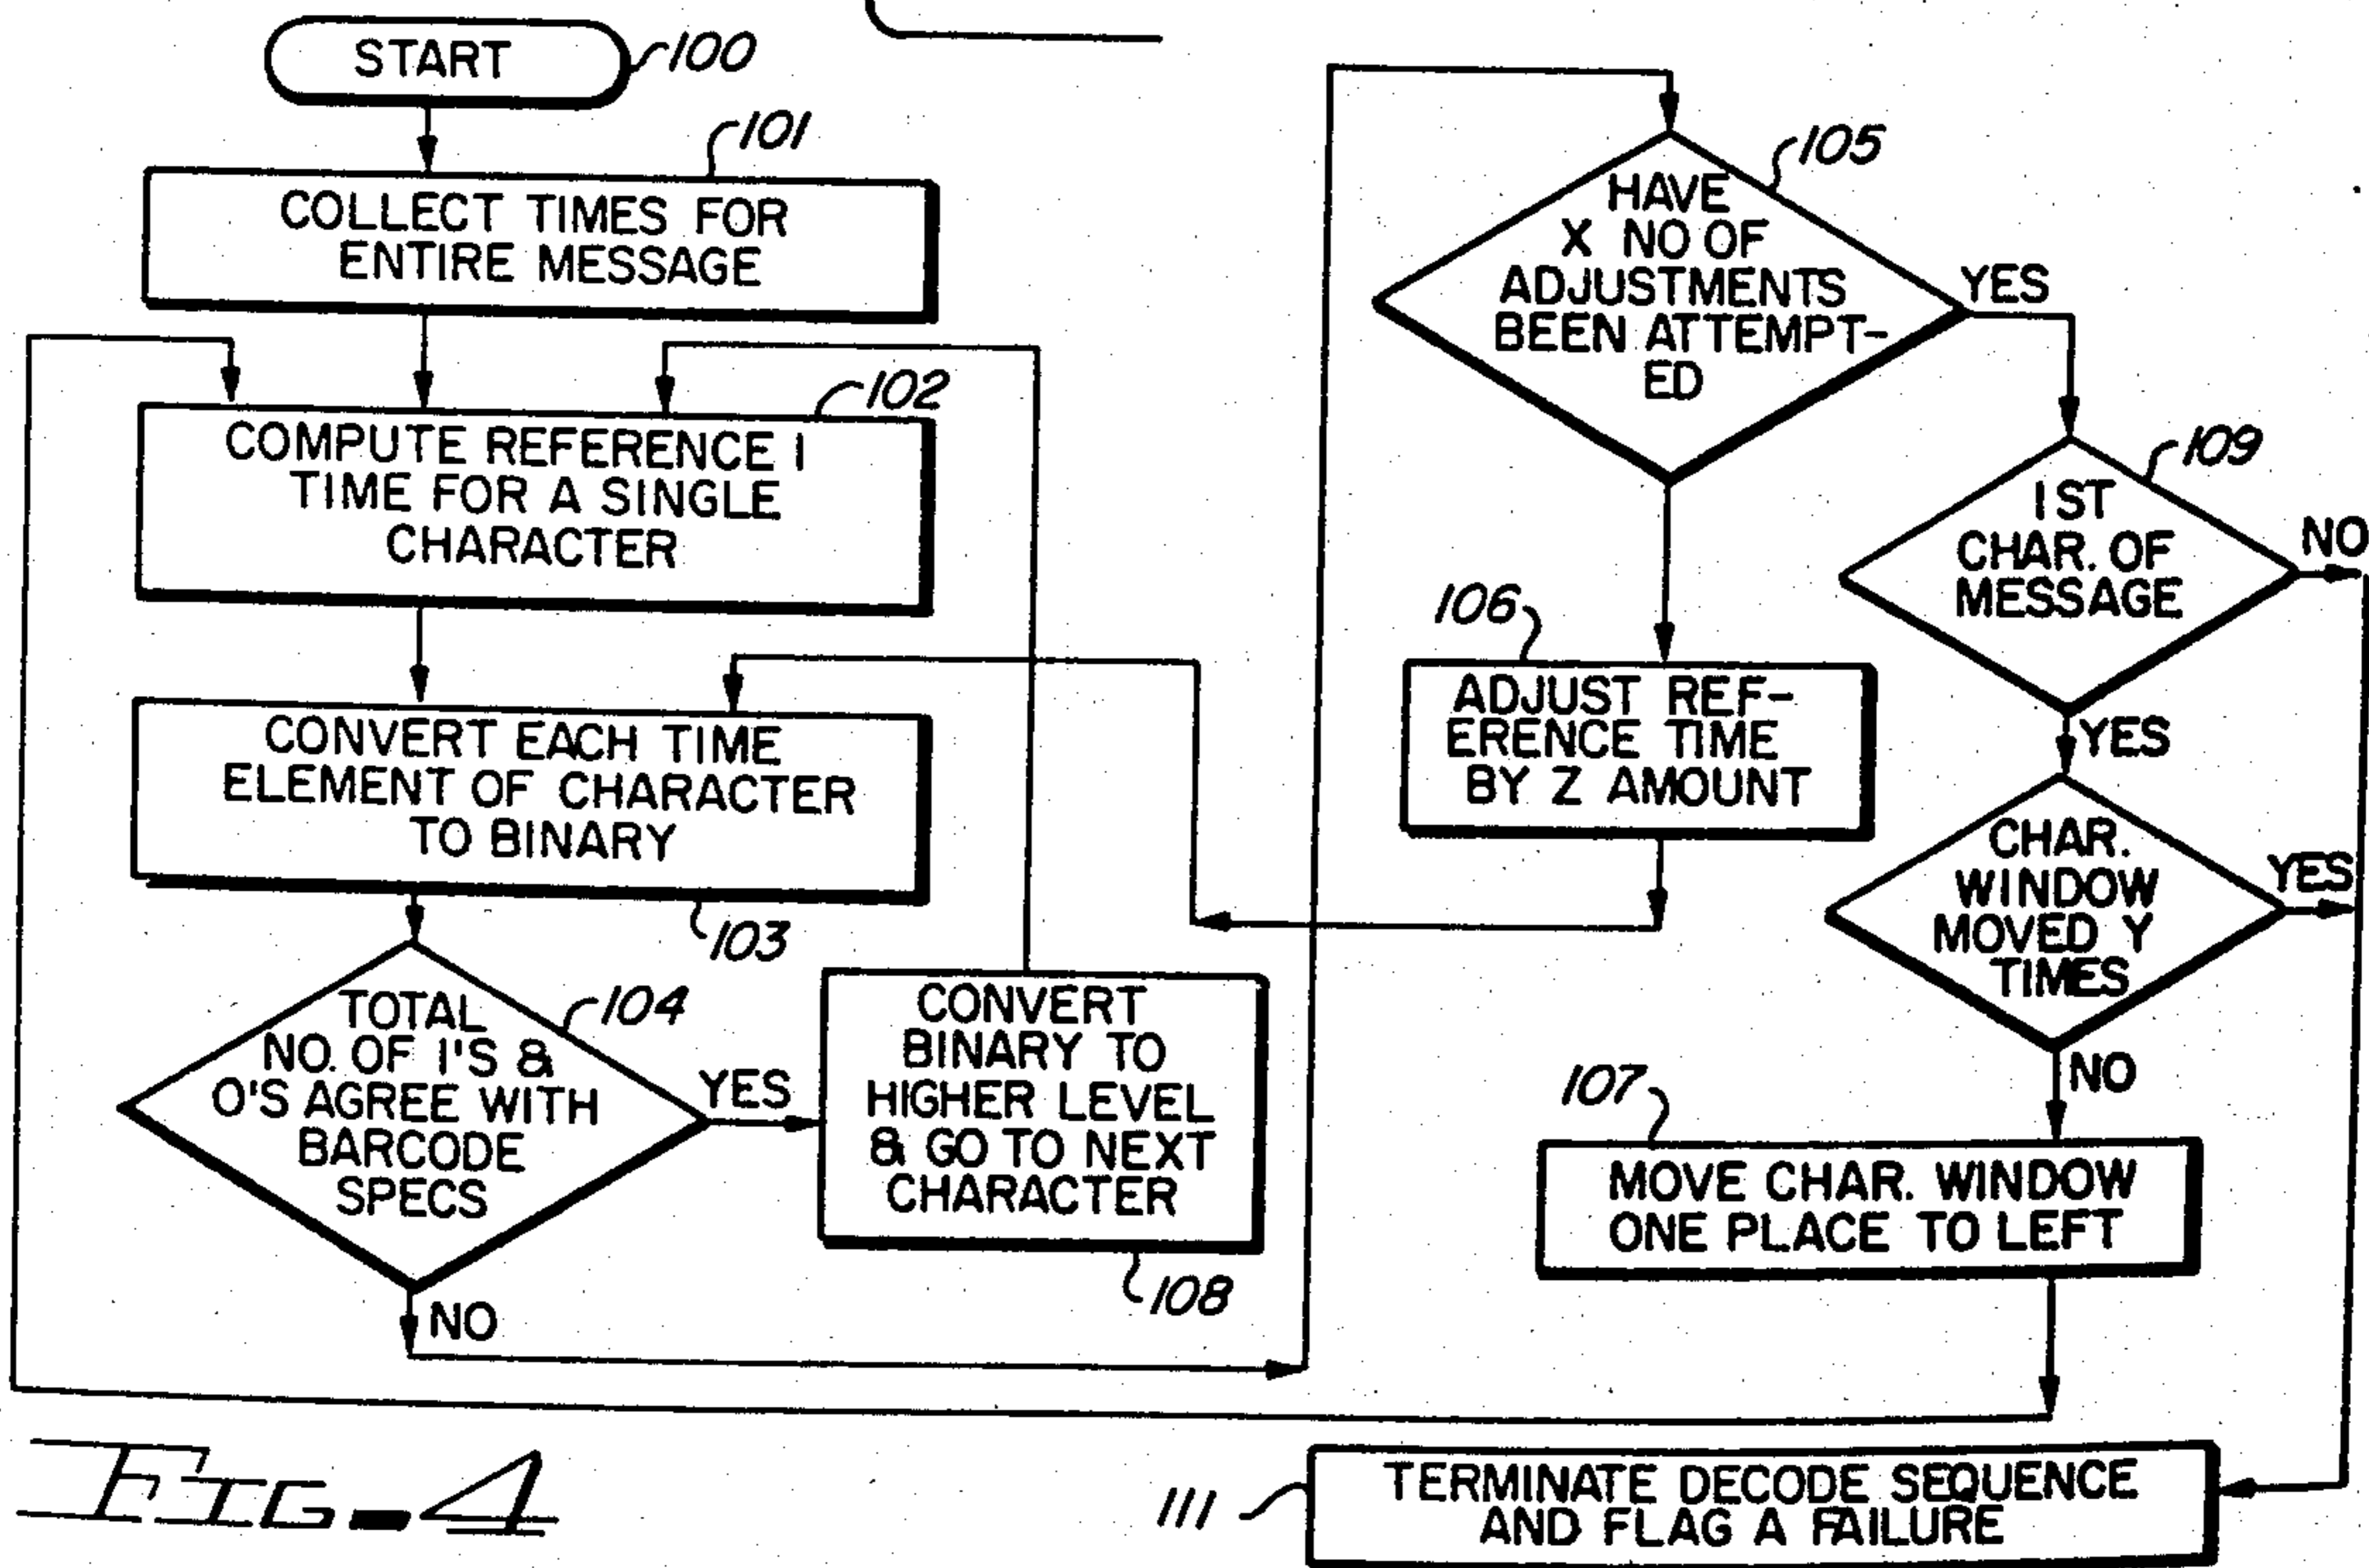 START
100
101
COLLECT TIMES FOR
ENTIRE MESSAGE
102
COMPUTE REFERENCE 1
TIME FOR A SINGLE
CHARACTER
CONVERT EACH TIME
ELEMENT OF CHARACTER
TO BINARY
103
TOTAL
NO. OF 1'S &
0'S AGREE WITH
BARCODE
SPECS
104
YES
NO
CONVERT
BINARY TO
HIGHER LEVEL
& GO TO NEXT
CHARACTER
108
105
HAVE
X NO OF
ADJUSTMENTS
BEEN ATTEMPT-
ED
YES
106
ADJUST REF-
ERENCE TIME
BY Z AMOUNT
109
1ST
CHAR. OF
MESSAGE
NO
YES
CHAR.
WINDOW
MOVED Y
TIMES
YES
NO
107
MOVE CHAR. WINDOW
ONE PLACE TO LEFT
111
TERMINATE DECODE SEQUENCE
AND FLAG A FAILURE
FIG-4